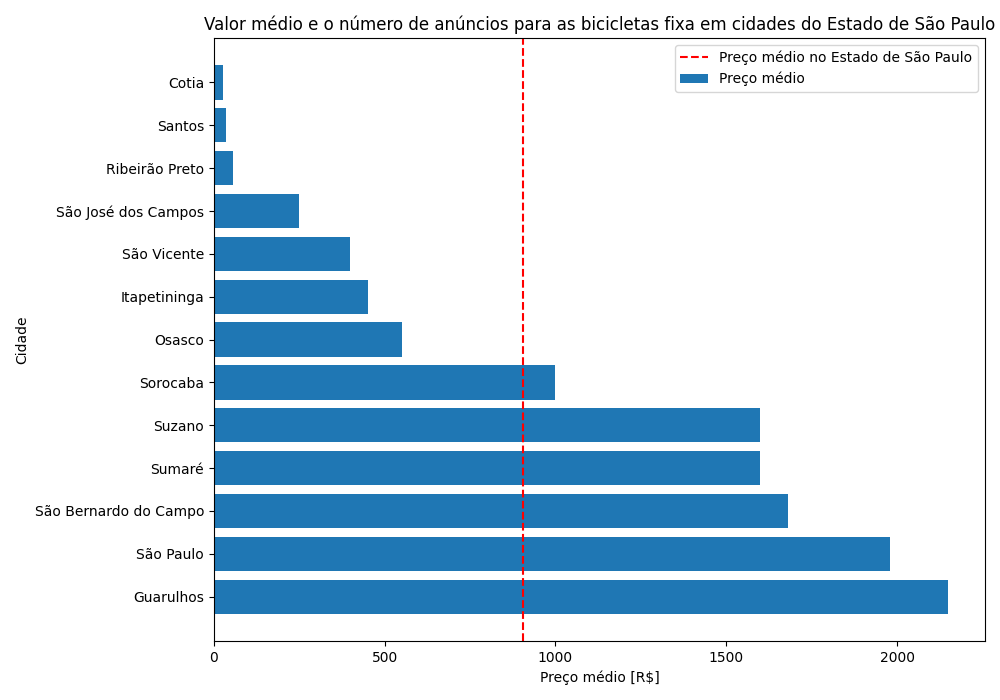 Valor médio e o número de anúncios para as bicicletas fixa em cidades do Estado de São Paulo
Preço médio no Estado de São Paulo
Preço médio
Cidade
Cotia
Santos
Ribeirão Preto
São José dos Campos
São Vicente
Itapetininga
Osasco
Sorocaba
Suzano
Sumaré
São Bernardo do Campo
São Paulo
Guarulhos
0 500 1000 1500 2000
Preço médio [R$]